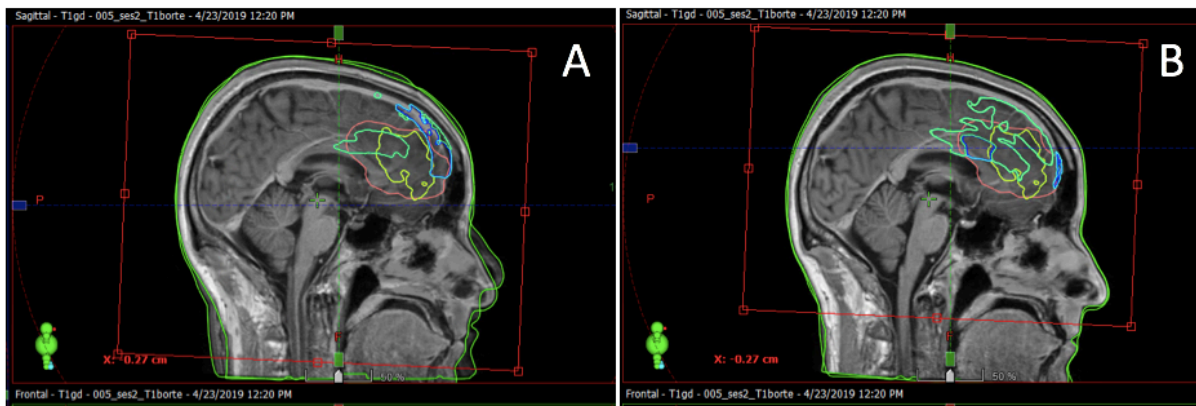 Sagittal - T1gd - 005_ses2_T1borte - 4/23/2019 12:20 PM
A
H
P
1
F
X: -0.27 cm
50 %
Frontal - T1gd - 005_ses2_T1borte - 4/23/2019 12:20 PM
Sagittal - T1gd - 005_ses2_T1borte - 4/23/2019 12:20 PM
B
H
P
X: -0.27 cm
50 %
Frontal - T1gd - 005_ses2_T1borte - 4/23/2019 12:20 PM